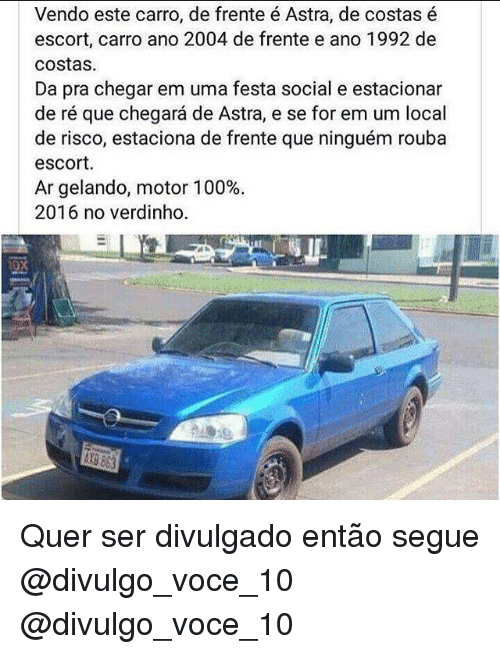 Vendo este carro, de frente é Astra, de costas é
escort, carro ano 2004 de frente e ano 1992 de
costas.
Da pra chegar em uma festa social e estacionar
de ré que chegará de Astra, e se for em um local
de risco, estaciona de frente que ninguém rouba
escort.
Ar gelando, motor 100%.
2016 no verdinho.
10X
AXB 863
Quer ser divulgado então segue
@divulgo_voce_10
@divulgo_voce_10